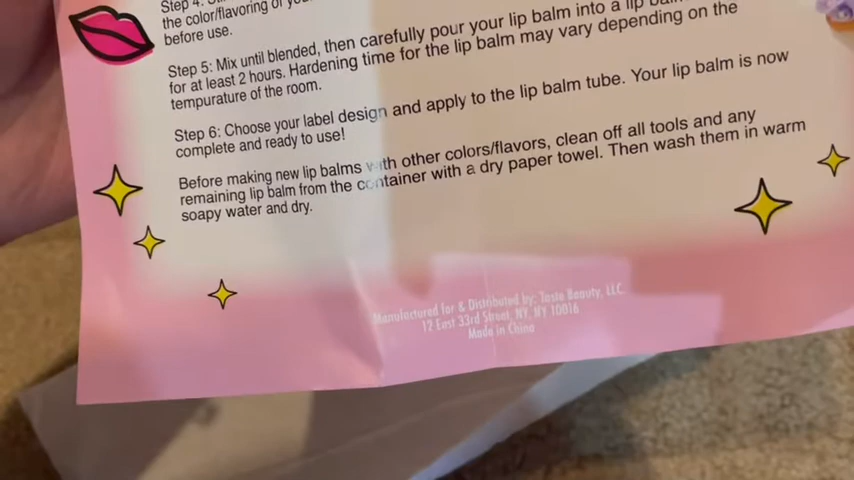 Step 4:
the color/flavoring of
before use.
Step 5: Mix until blended, then carefully pour your lip balm into a lip
for at least 2 hours. Hardening time for the lip balm may vary depending on the
tempurature of the room.
Step 6: Choose your label design and apply to the lip balm tube. Your lip balm is now
complete and ready to use!
Before making new lip balms with other colors/flavors, clean off all tools and any
remaining lip balm from the container with a dry paper towel. Then wash them in warm
soapy water and dry.
Manufactured for & Distributed by: Taste Beauty, LLC
12 East 33rd Street, NY, NY 10016
Made in China